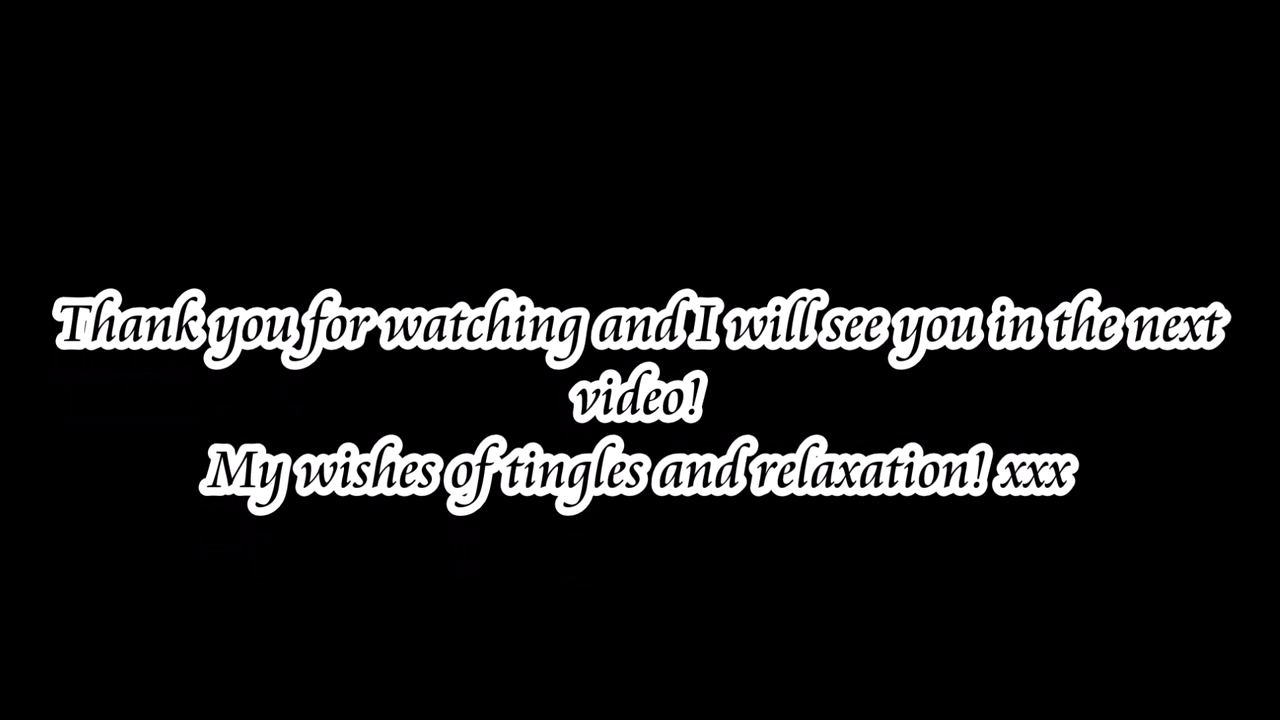 Thank you for watching and I will see you in the next
video!
My wishes of tingles and relaxation! xxx